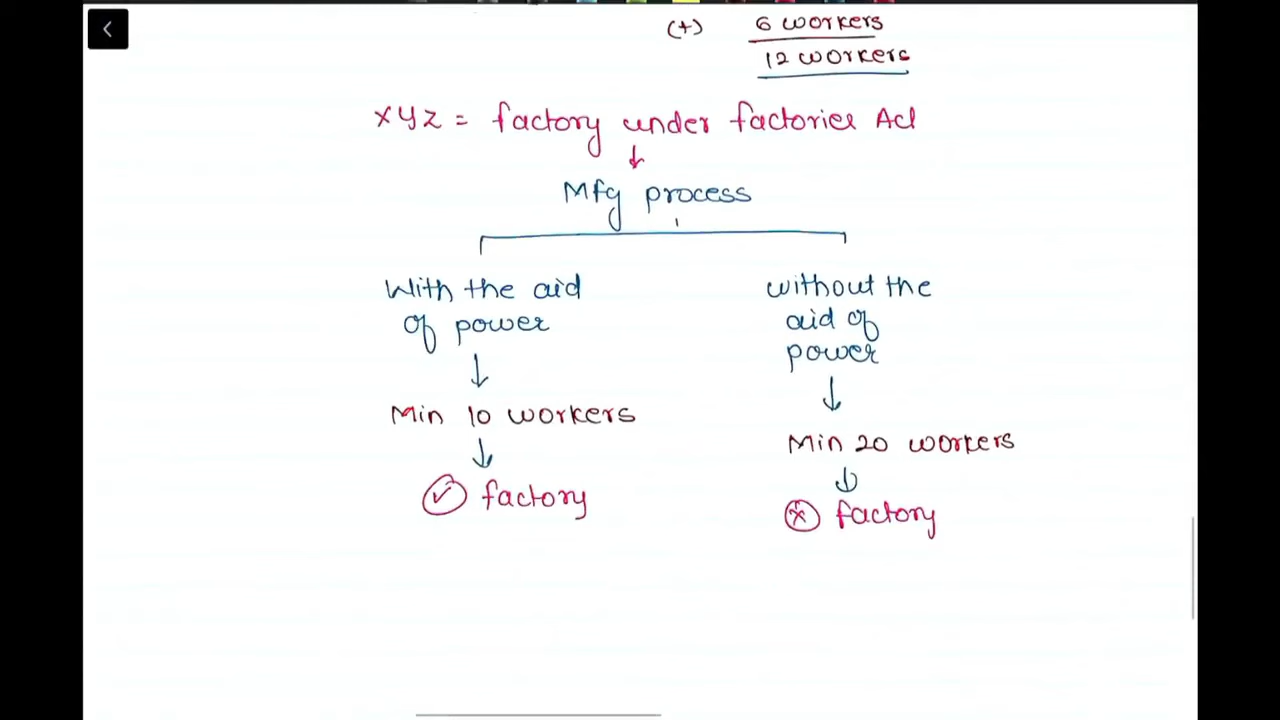 (+) 6 workers
12 workers
XYZ = factory under factories Act
↓
Mfg process
With the aid of power
↓
Min 10 workers
↓
✓ factory
without the aid of power
↓
Min 20 workers
↓
× factory